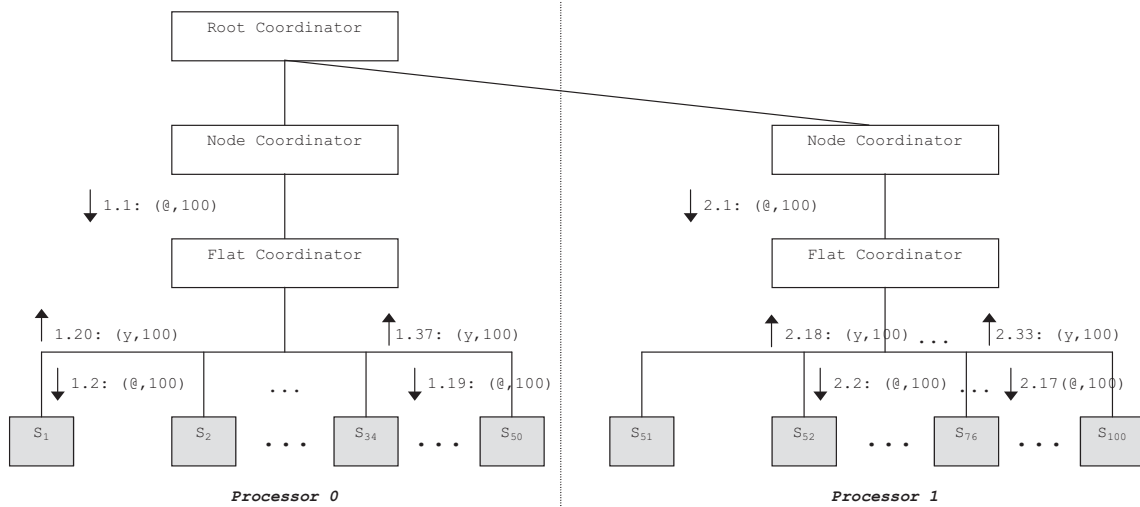 Root Coordinator
Node Coordinator
Node Coordinator
1.1: (@,100)
2.1: (@,100)
Flat Coordinator
Flat Coordinator
1.20: (y,100)
1.37: (y,100)
2.18: (y,100)
...
2.33: (y,100)
1.2: (@,100)
...
1.19: (@,100)
2.2: (@,100)
...
2.17(@,100)
S1
S2
...
S34
...
S50
S51
S52
...
S76
...
S100
Processor 0
Processor 1